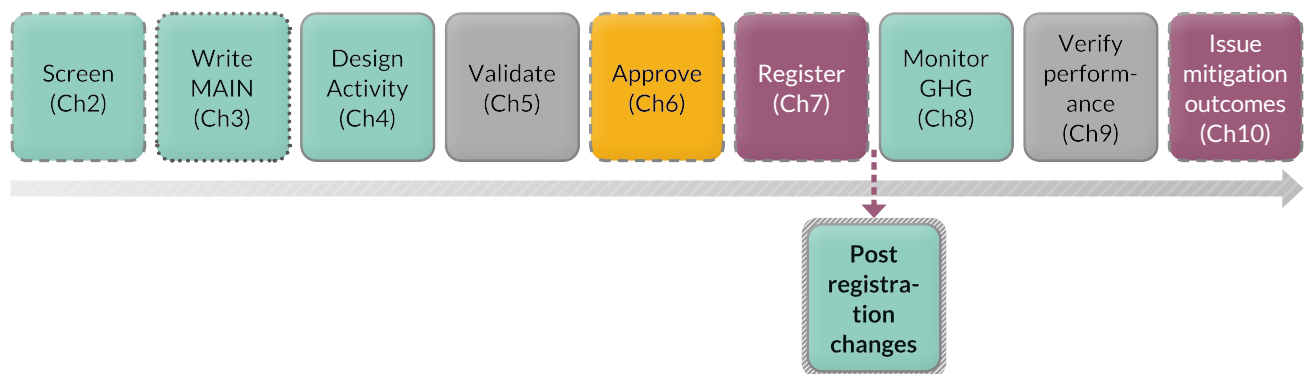 Screen
(Ch2)
Write
MAIN
(Ch3)
Design
Activity
(Ch4)
Validate
(Ch5)
Approve
(Ch6)
Register
(Ch7)
Monitor
GHG
(Ch8)
Verify
perform-
ance
(Ch9)
Issue
mitigation
outcomes
(Ch10)
Post
registra-
tion
changes